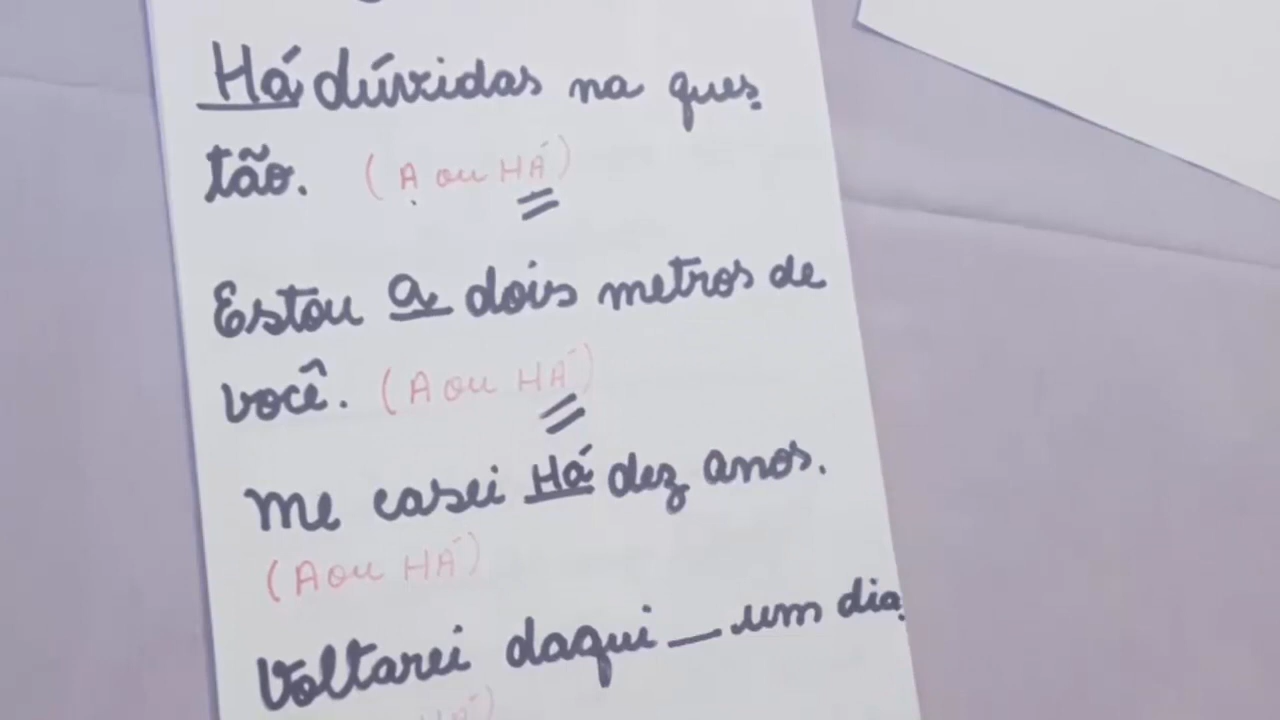 Há dúvidas na ques
tão. (A ou HÁ)
Estou a dois metros de
você. (A ou HÁ)
Me casei Há dez anos.
(A ou HÁ)
Voltarei daqui _ um dia.
HÁ)